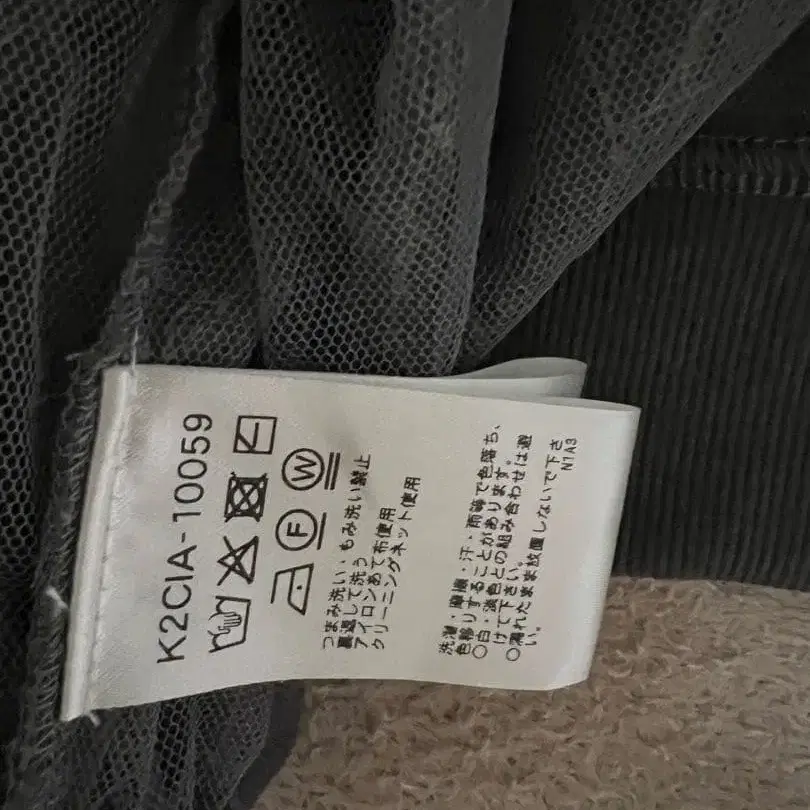 K2CIA-10059
つまみ洗い・もみ洗い禁止
裏返して洗う
アイロンあて布使用
クリーニングネット使用
洗濯・摩擦・汗・雨等で色落ち、
色移りすることがあります。
○白・淡色との組み合わせは避
けて下さい。
○濡れたまま放置しないで下さ
い。
N1A3